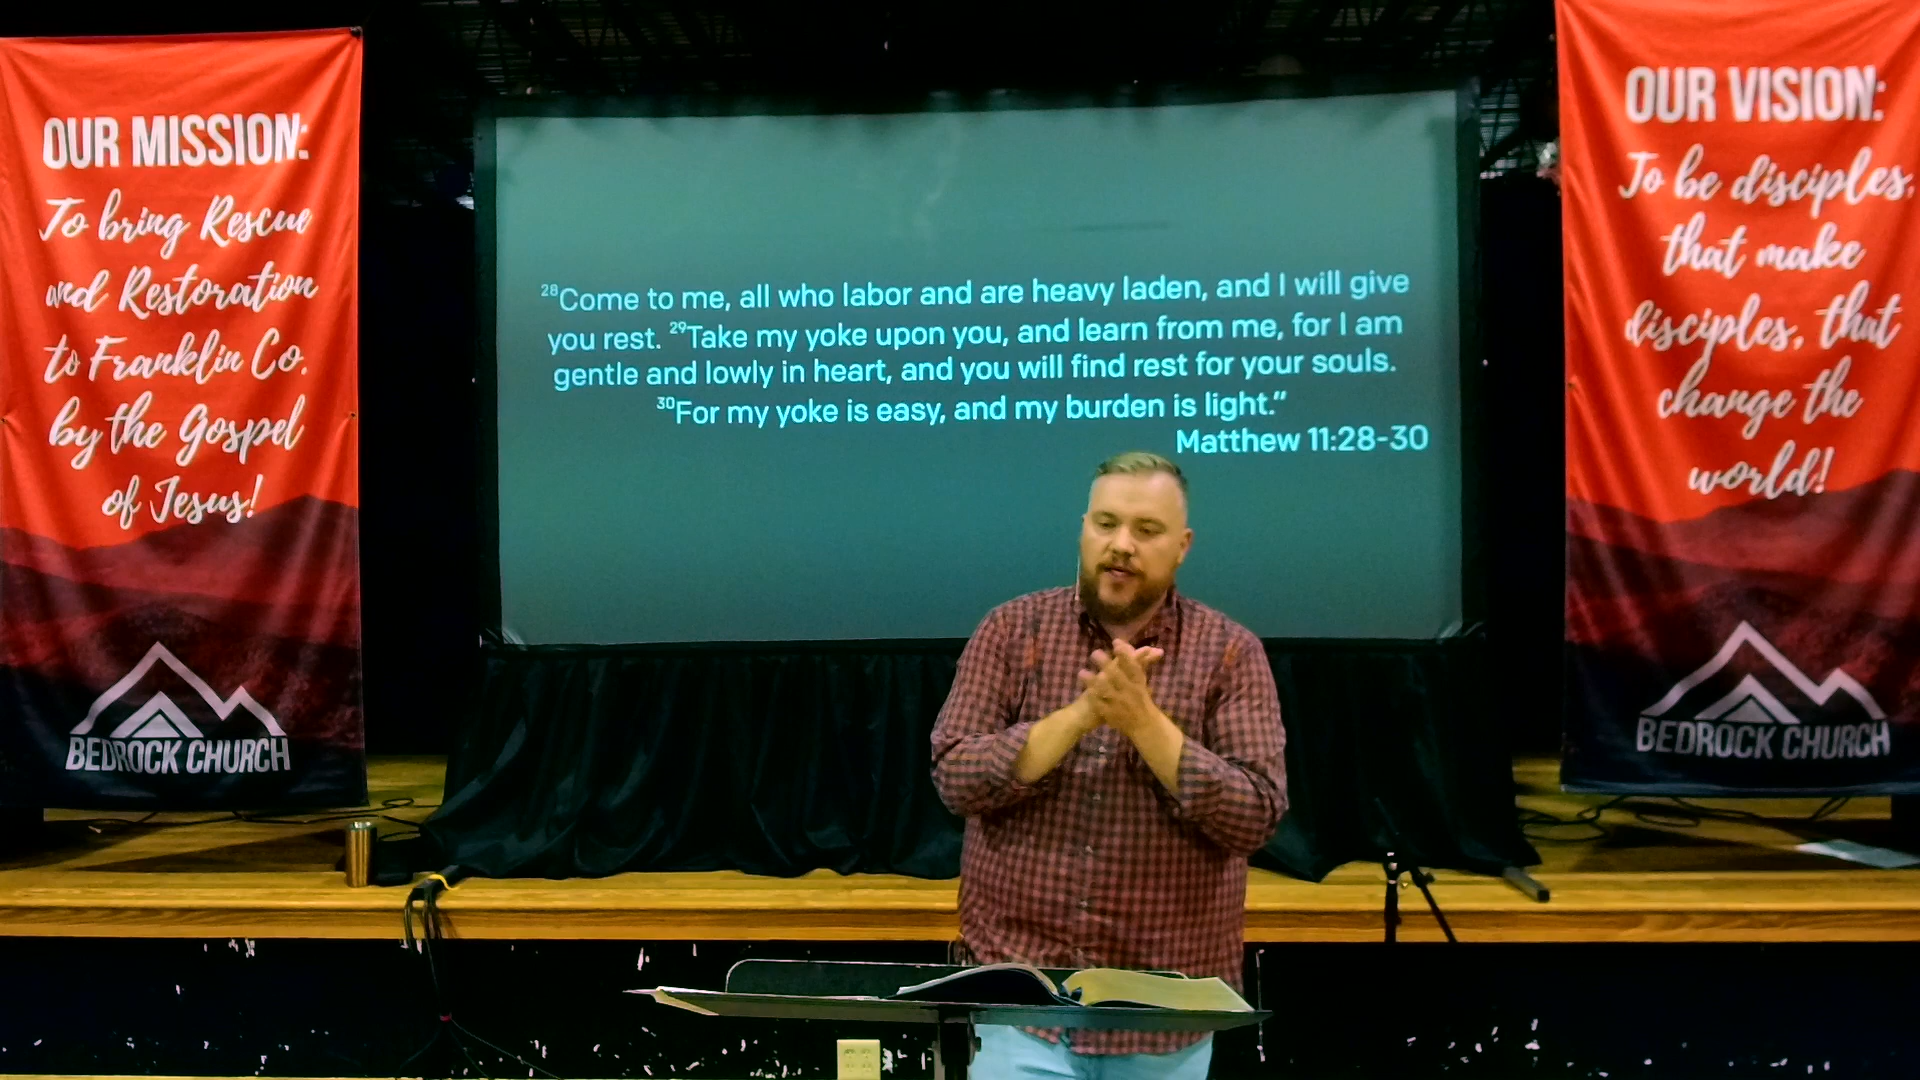 OUR MISSION:
To bring Rescue
and Restoration
to Franklin Co.
by the Gospel
of Jesus!
BEDROCK CHURCH
28Come to me, all who labor and are heavy laden, and I will give
you rest. 29Take my yoke upon you, and learn from me, for I am
gentle and lowly in heart, and you will find rest for your souls.
30For my yoke is easy, and my burden is light.“
Matthew 11:28-30
OUR VISION:
To be disciples,
that make
disciples, that
change the
world!
BEDROCK CHURCH